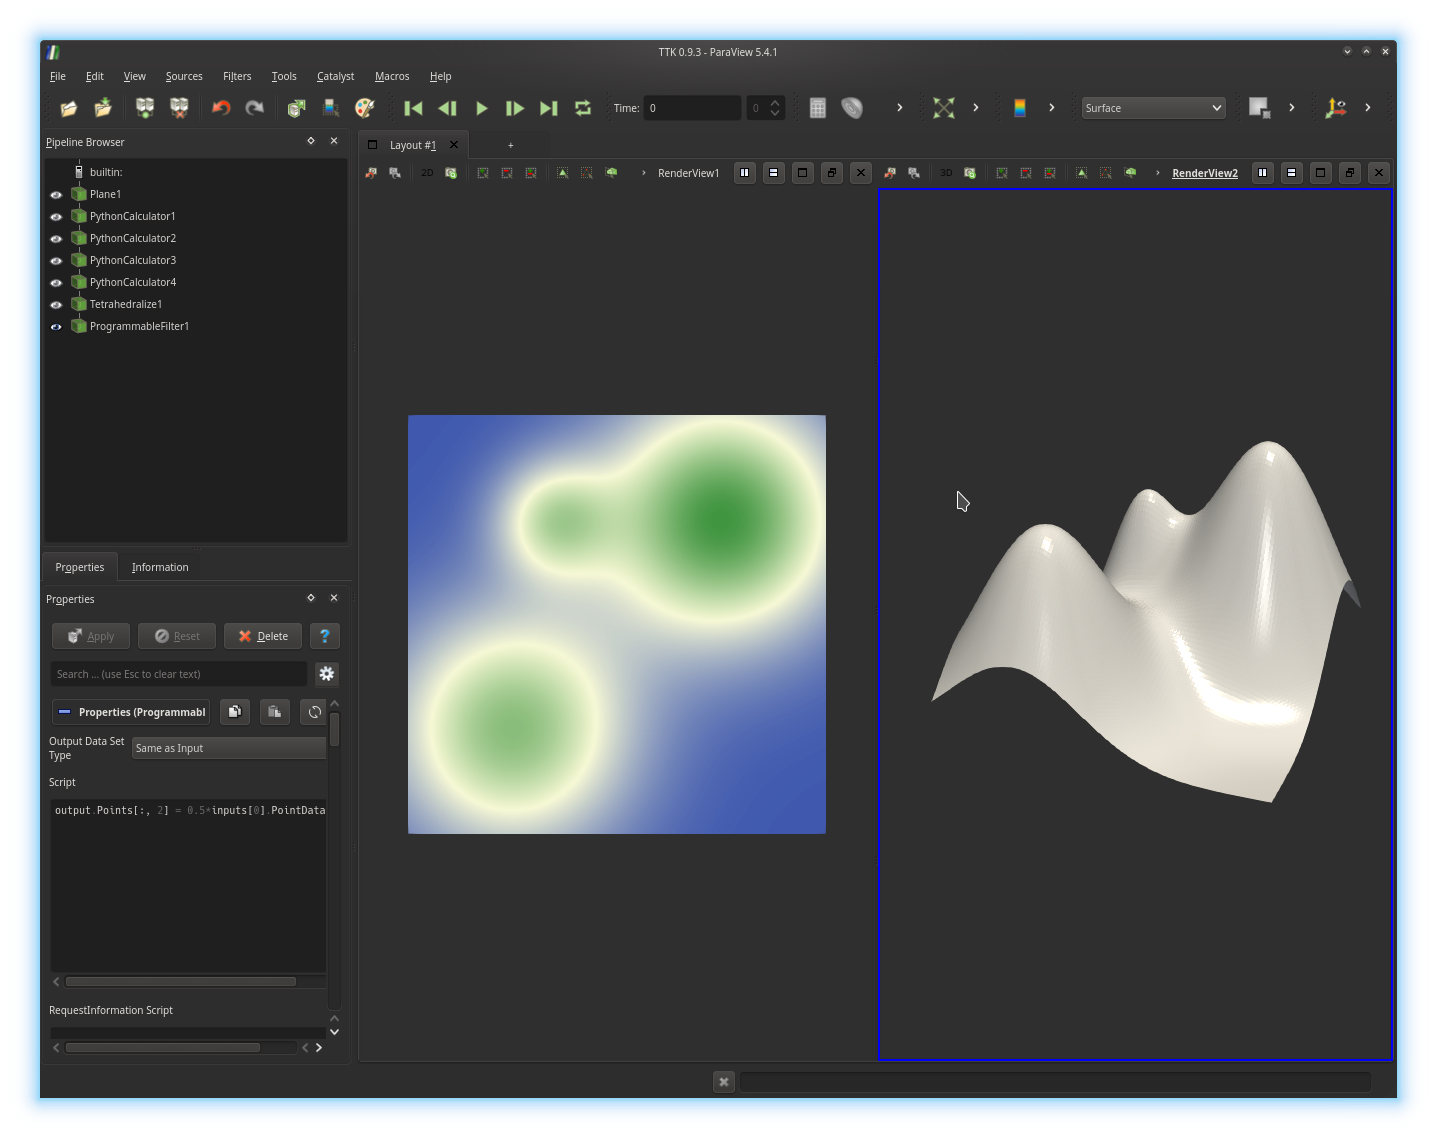 TTK 0.9.3 - ParaView 5.4.1
File Edit View Sources Filters Tools Catalyst Macros Help
Time: 0 0 Surface
Pipeline Browser
Layout #1 +
2D RenderView1 3D RenderView2
builtin:
Plane1
PythonCalculator1
PythonCalculator2
PythonCalculator3
PythonCalculator4
Tetrahedralize1
ProgrammableFilter1
Properties Information
Properties
Apply Reset Delete ?
Search ... (use Esc to clear text)
Properties (Programmabl
Output Data Set
Type
Same as Input
Script
output.Points[:, 2] = 0.5*inputs[0].PointData
RequestInformation Script